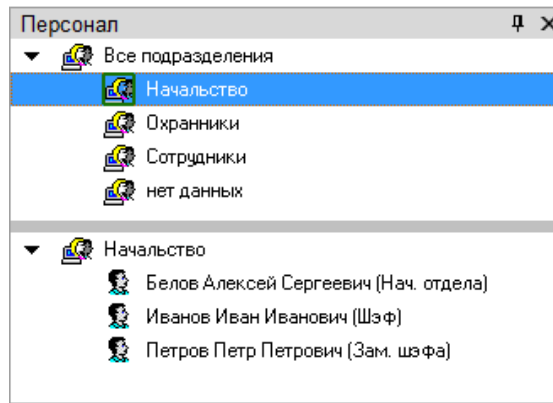 Персонал
Все подразделения
Начальство
Охранники
Сотрудники
нет данных
Начальство
Белов Алексей Сергеевич (Нач. отдела)
Иванов Иван Иванович (Шэф)
Петров Петр Петрович (Зам. шэфа)